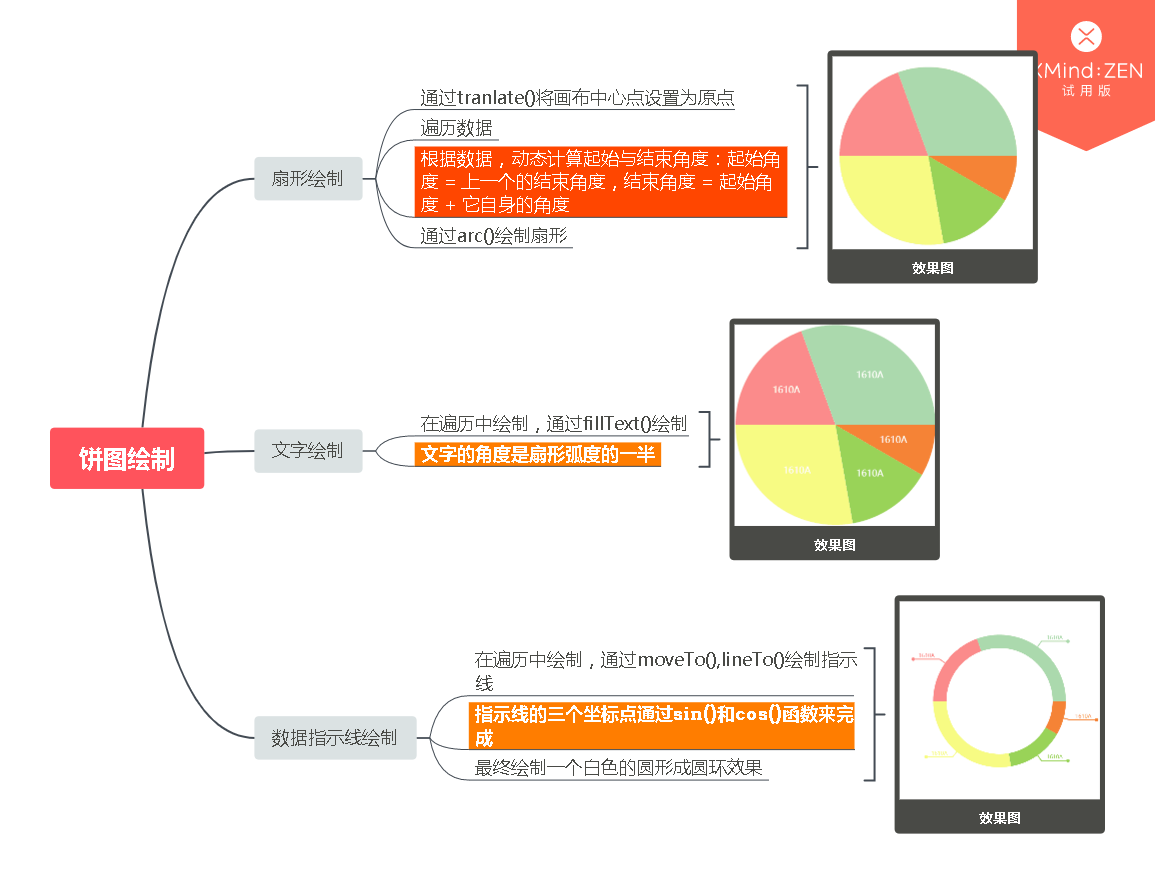 XMind:ZEN
试用版
饼图绘制
扇形绘制
通过tranlate()将画布中心点设置为原点
遍历数据
根据数据，动态计算起始与结束角度：起始角
度 = 上一个的结束角度，结束角度 = 起始角
度 + 它自身的角度
通过arc()绘制扇形
效果图
文字绘制
在遍历中绘制，通过fillText()绘制
文字的角度是扇形弧度的一半
1610A
1610A
1610A
1610A
1610A
效果图
数据指示线绘制
在遍历中绘制，通过moveTo(),lineTo()绘制指示
线
指示线的三个坐标点通过sin()和cos()函数来完
成
最终绘制一个白色的圆形成圆环效果
1610A
1610A
1610A
1610A
效果图